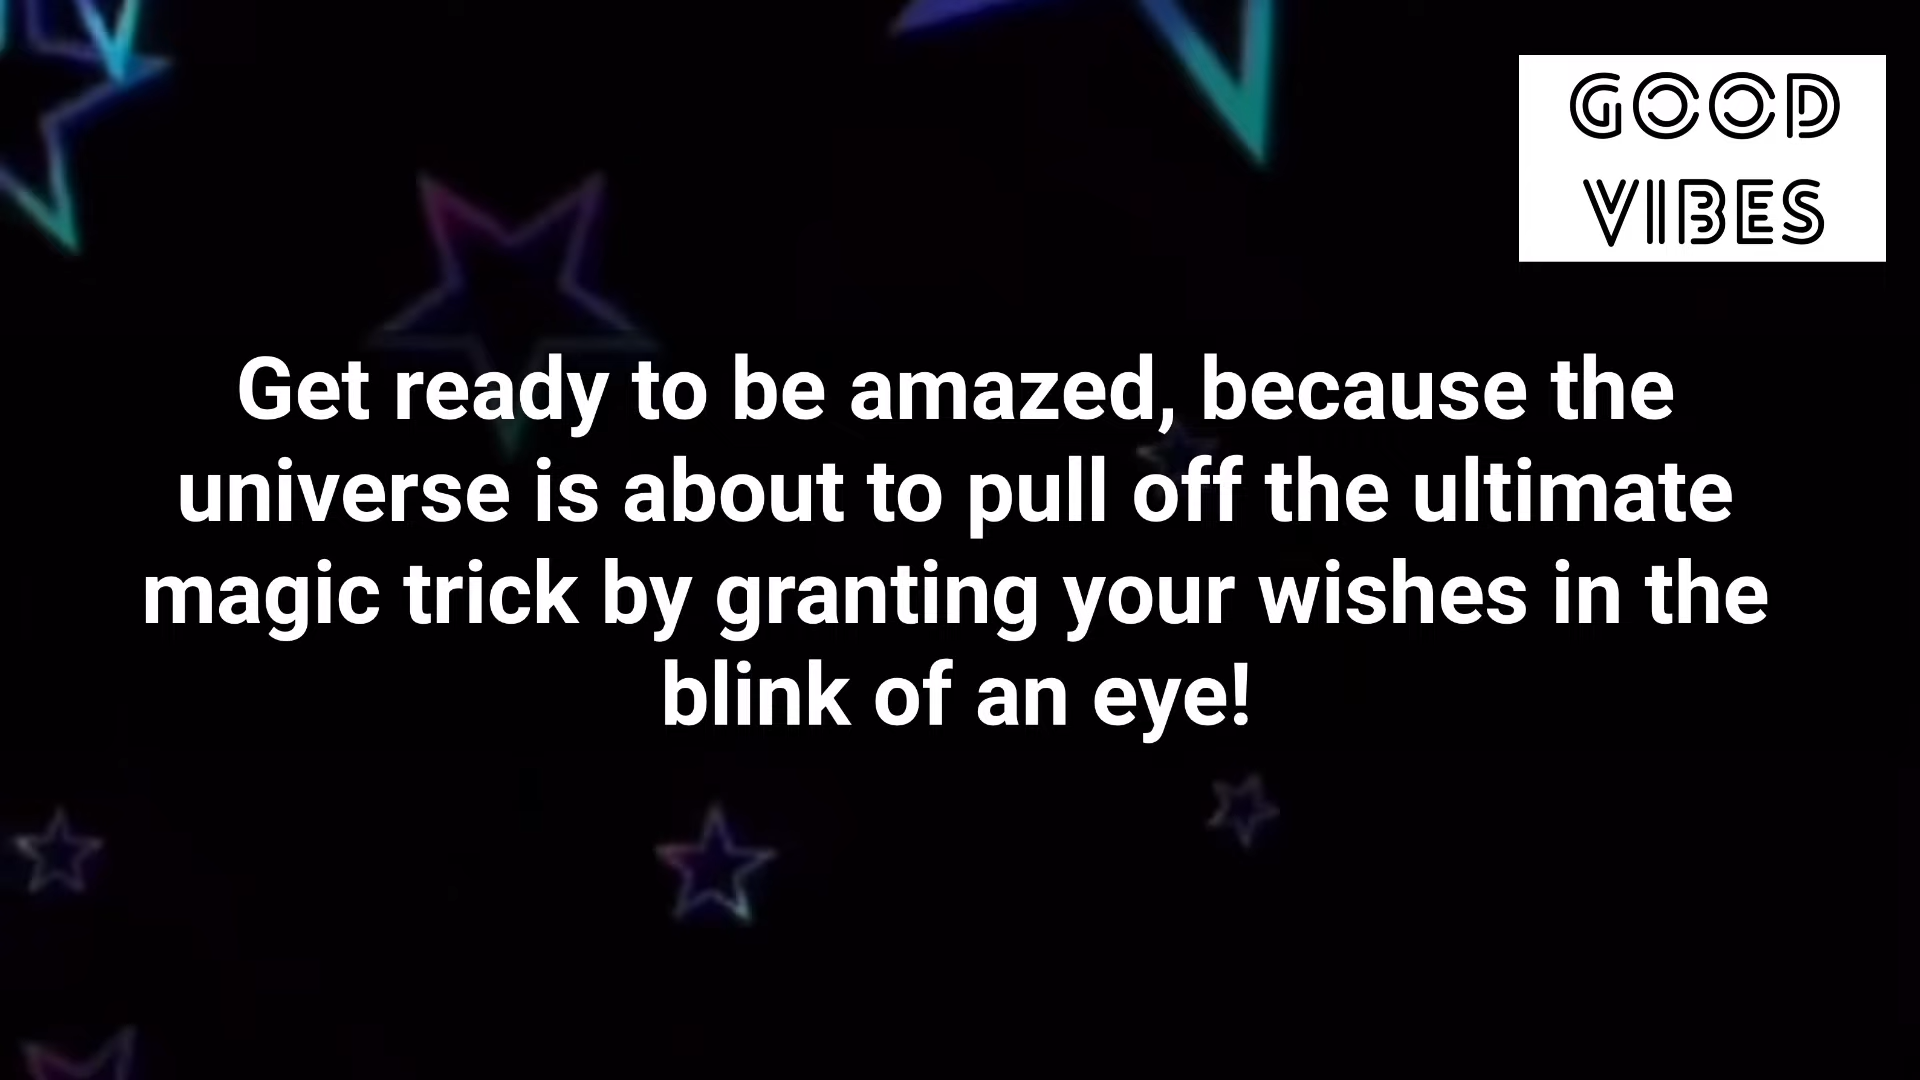 GOOD
VIBES
Get ready to be amazed, because the
universe is about to pull off the ultimate
magic trick by granting your wishes in the
blink of an eye!